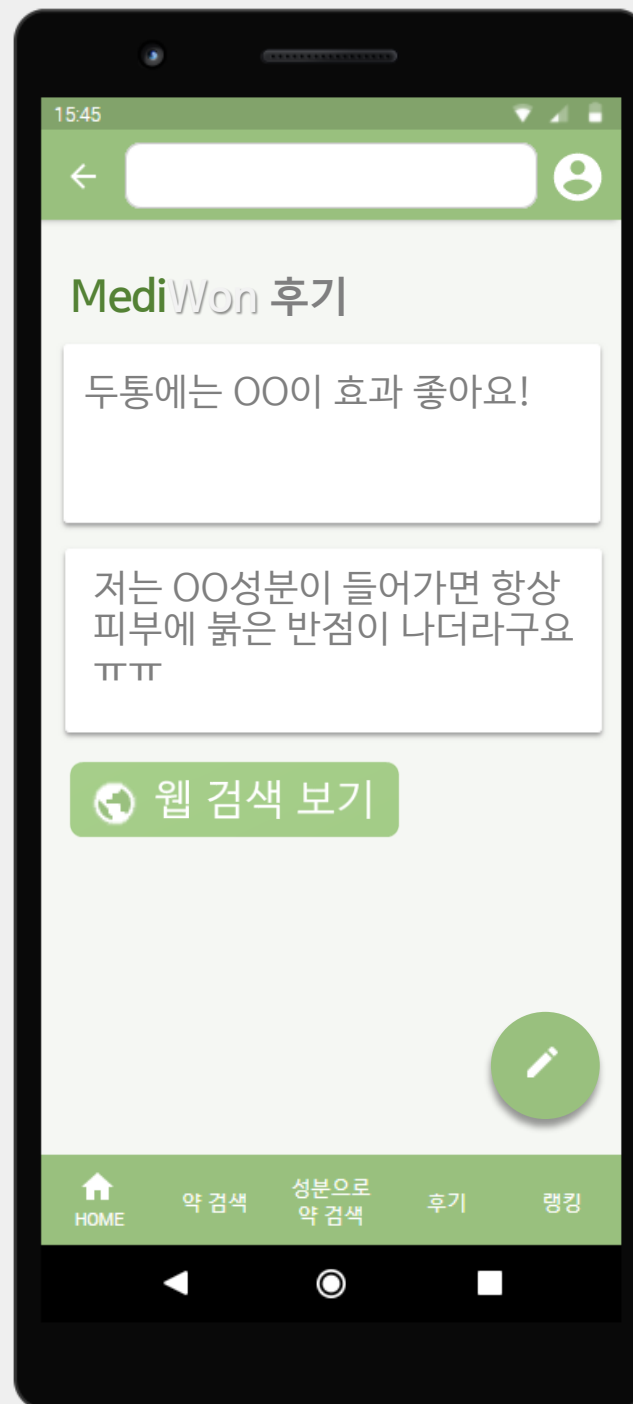 15:45
MediWon 후기
두통에는 OO이 효과 좋아요!
저는 OO성분이 들어가면 항상
피부에 붉은 반점이 나더라구요
ㅠㅠ
웹 검색 보기
HOME
약 검색
성분으로
약 검색
후기
랭킹